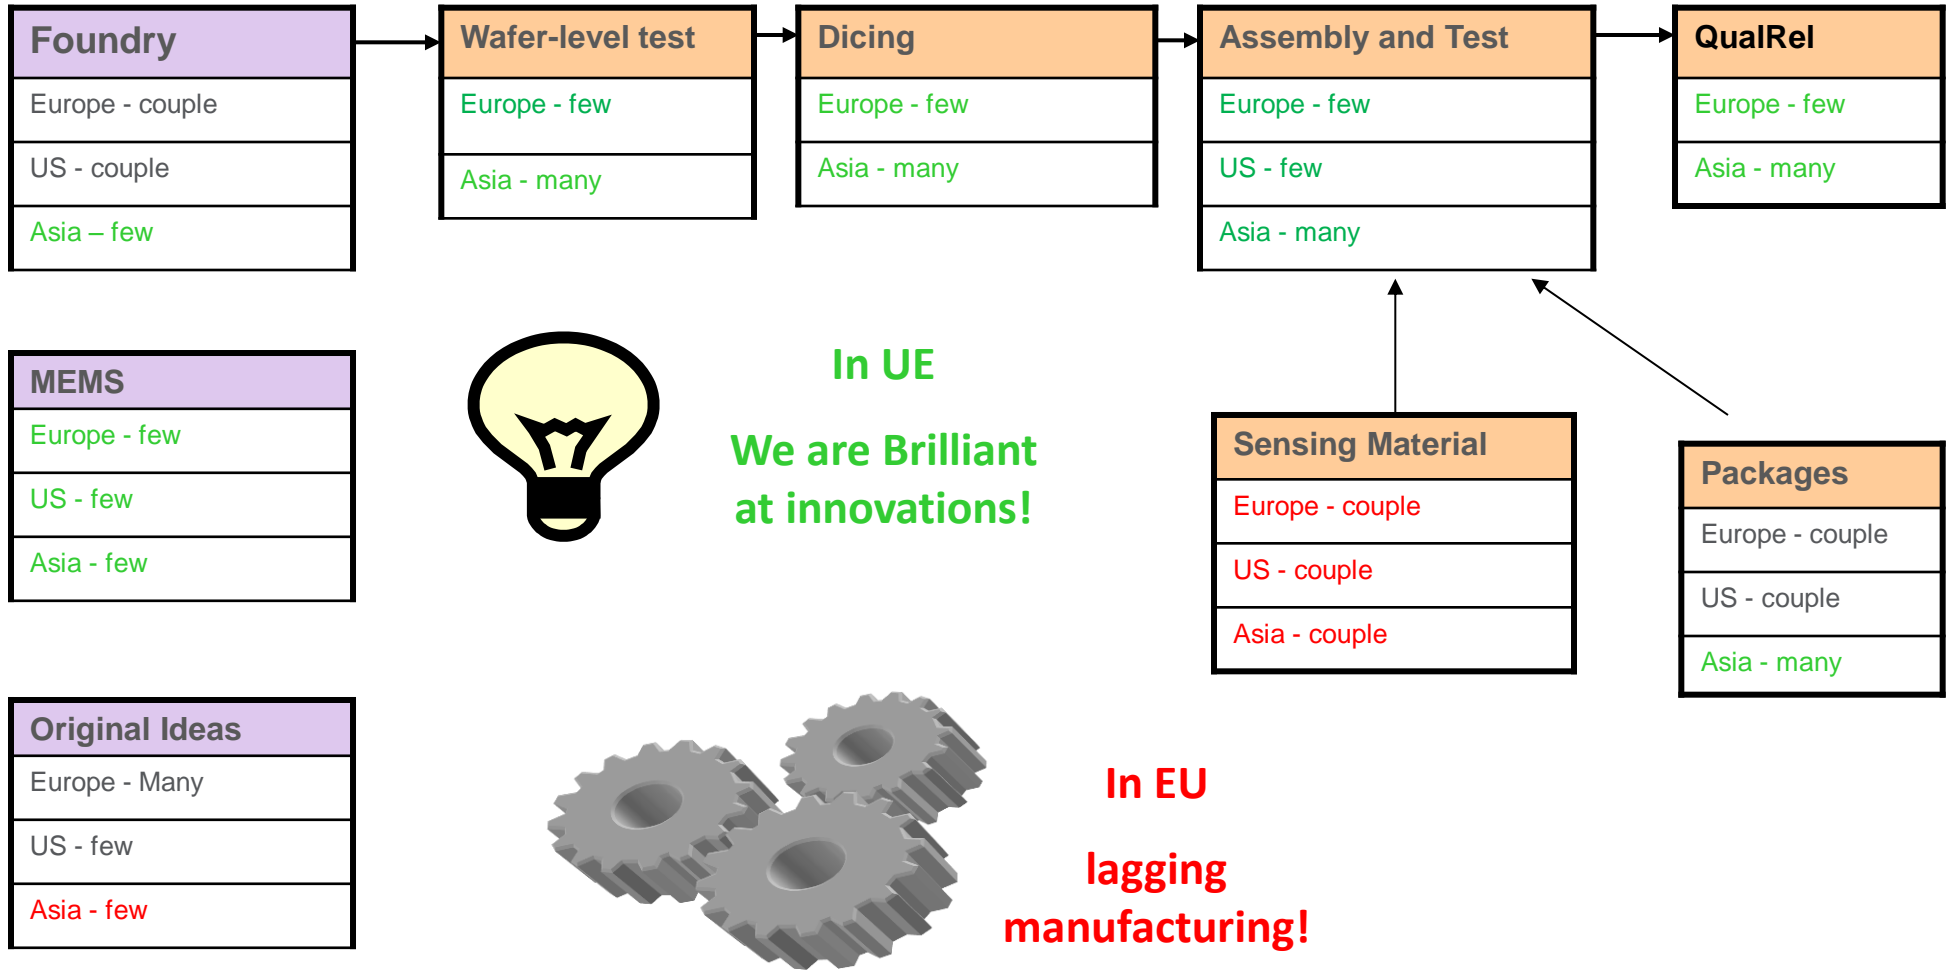 Foundry
Europe - couple
US - couple
Asia – few
Wafer-level test
Europe - few
Asia - many
Dicing
Europe - few
Asia - many
Assembly and Test
Europe - few
US - few
Asia - many
QualRel
Europe - few
Asia - many
MEMS
Europe - few
US - few
Asia - few
In UE
We are Brilliant
at innovations!
Sensing Material
Europe - couple
US - couple
Asia - couple
Packages
Europe - couple
US - couple
Asia - many
Original Ideas
Europe - Many
US - few
Asia - few
In EU
lagging
manufacturing!